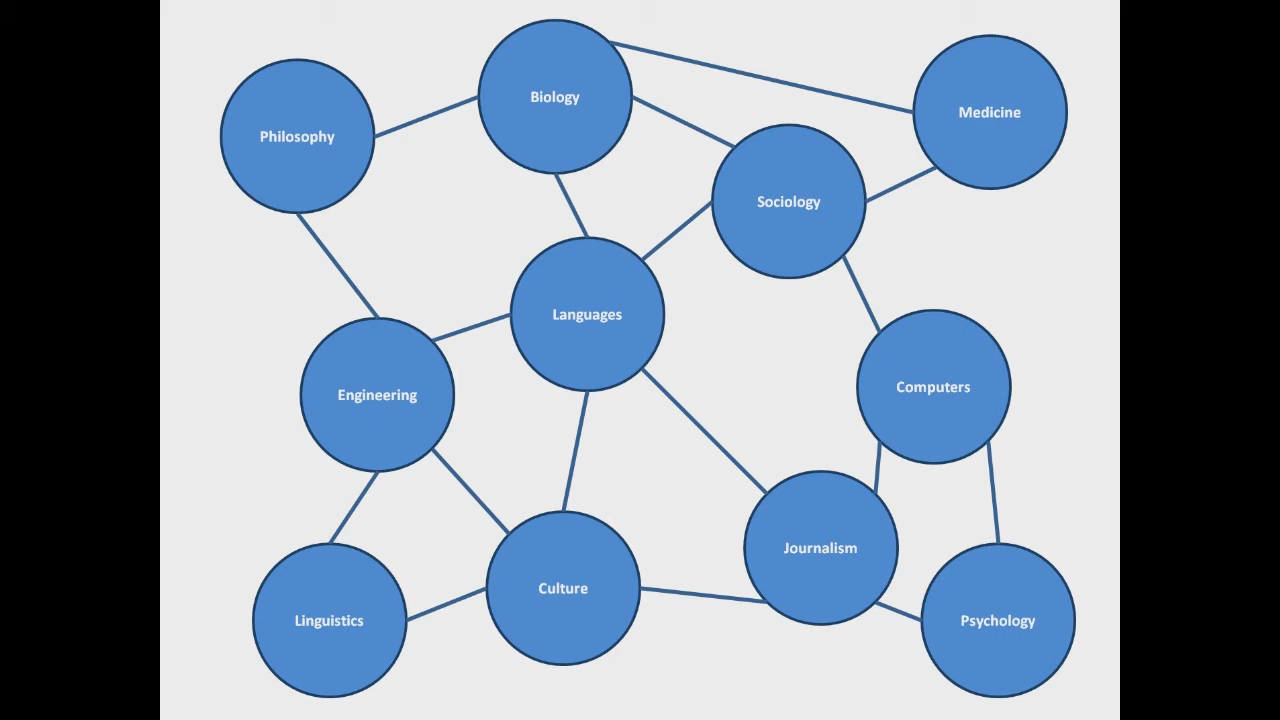 Biology
Medicine
Philosophy
Sociology
Languages
Computers
Engineering
Journalism
Culture
Linguistics
Psychology